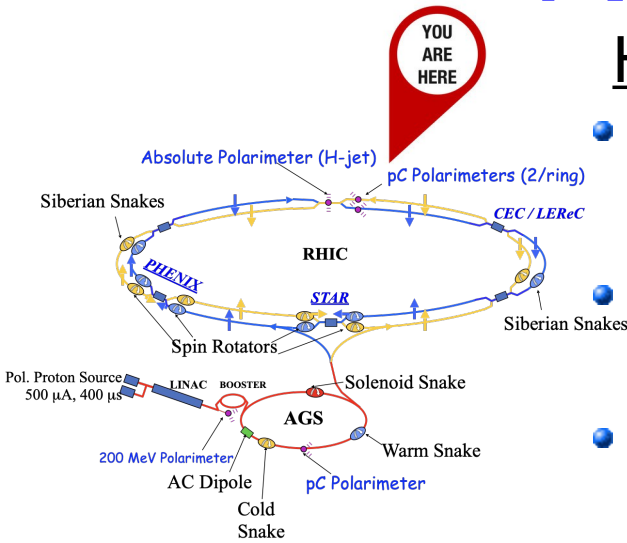 YOU
ARE
HERE
Absolute Polarimeter (H-jet)
pC Polarimeters (2/ring)
Siberian Snakes
CEC / LEReC
RHIC
PHENIX
STAR
Siberian Snakes
Spin Rotators
Pol. Proton Source
500 µA, 400 µs
LINAC
BOOSTER
Solenoid Snake
AGS
200 MeV Polarimeter
Warm Snake
AC Dipole
pC Polarimeter
Cold
Snake